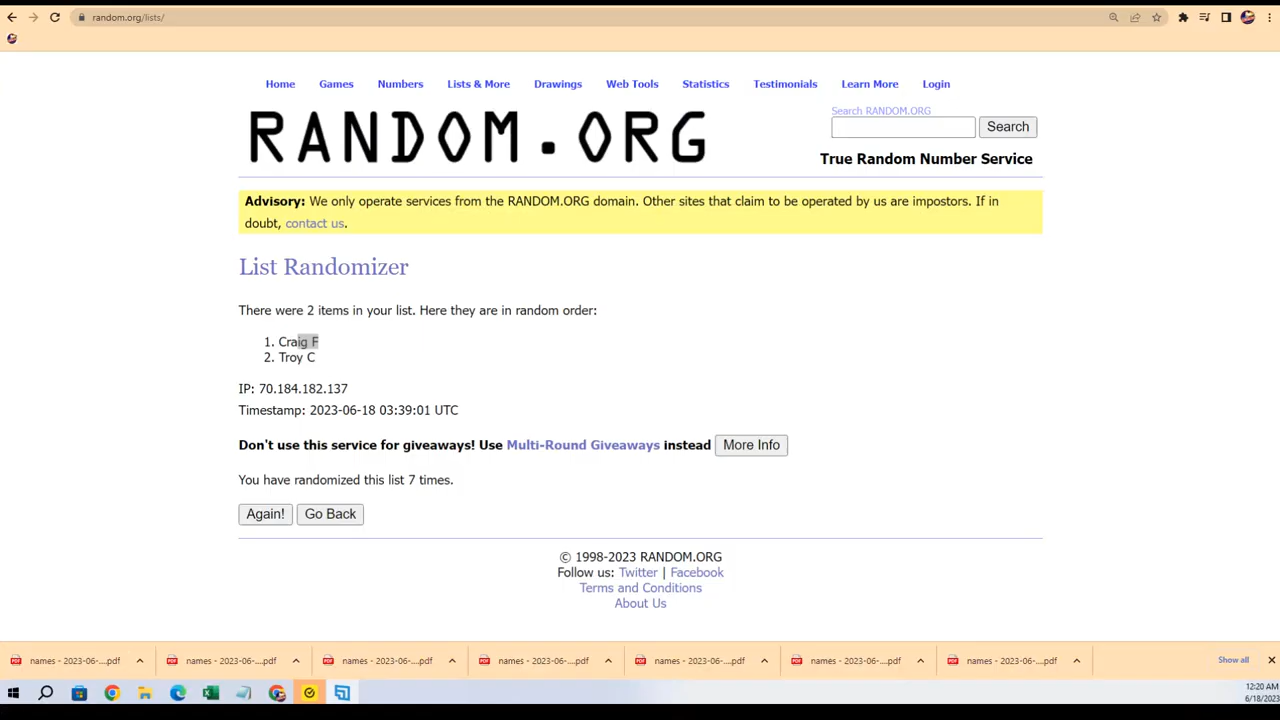 random.org/lists/
Home Games Numbers Lists & More Drawings Web Tools Statistics Testimonials Learn More Login
RANDOM.ORG
Search RANDOM.ORG
Search
True Random Number Service
Advisory: We only operate services from the RANDOM.ORG domain. Other sites that claim to be operated by us are impostors. If in
doubt, contact us.
List Randomizer
There were 2 items in your list. Here they are in random order:
1. Craig F
2. Troy C
IP: 70.184.182.137
Timestamp: 2023-06-18 03:39:01 UTC
Don't use this service for giveaways! Use Multi-Round Giveaways instead More Info
You have randomized this list 7 times.
Again! Go Back
© 1998-2023 RANDOM.ORG
Follow us: Twitter | Facebook
Terms and Conditions
About Us
names - 2023-06-....pdf names - 2023-06-....pdf names - 2023-06-....pdf names - 2023-06-....pdf names - 2023-06-....pdf names - 2023-06-....pdf names - 2023-06-....pdf Show all
12:20 AM
6/18/2023